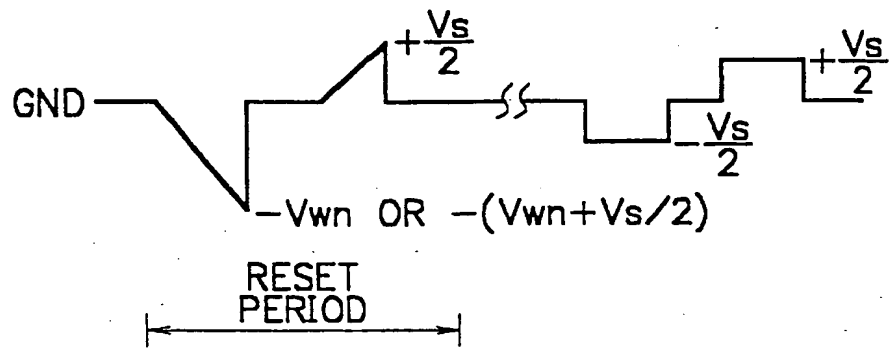 +Vs/2
GND
+Vs/2
-Vs/2
-Vwn OR -(Vwn+Vs/2)
RESET
PERIOD